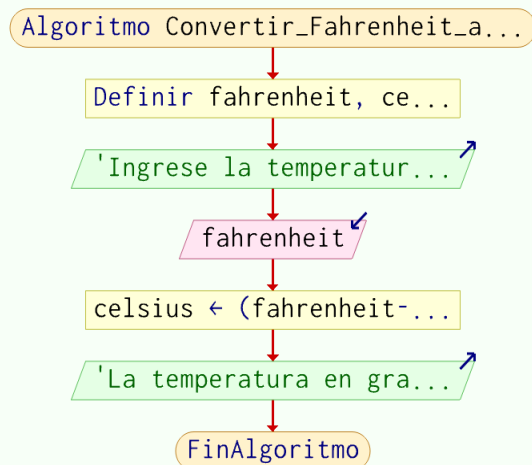 Algoritmo Convertir_Fahrenheit_a...
Definir fahrenheit, ce...
'Ingrese la temperatur...
fahrenheit
celsius ← (fahrenheit-...
'La temperatura en gra...
FinAlgoritmo